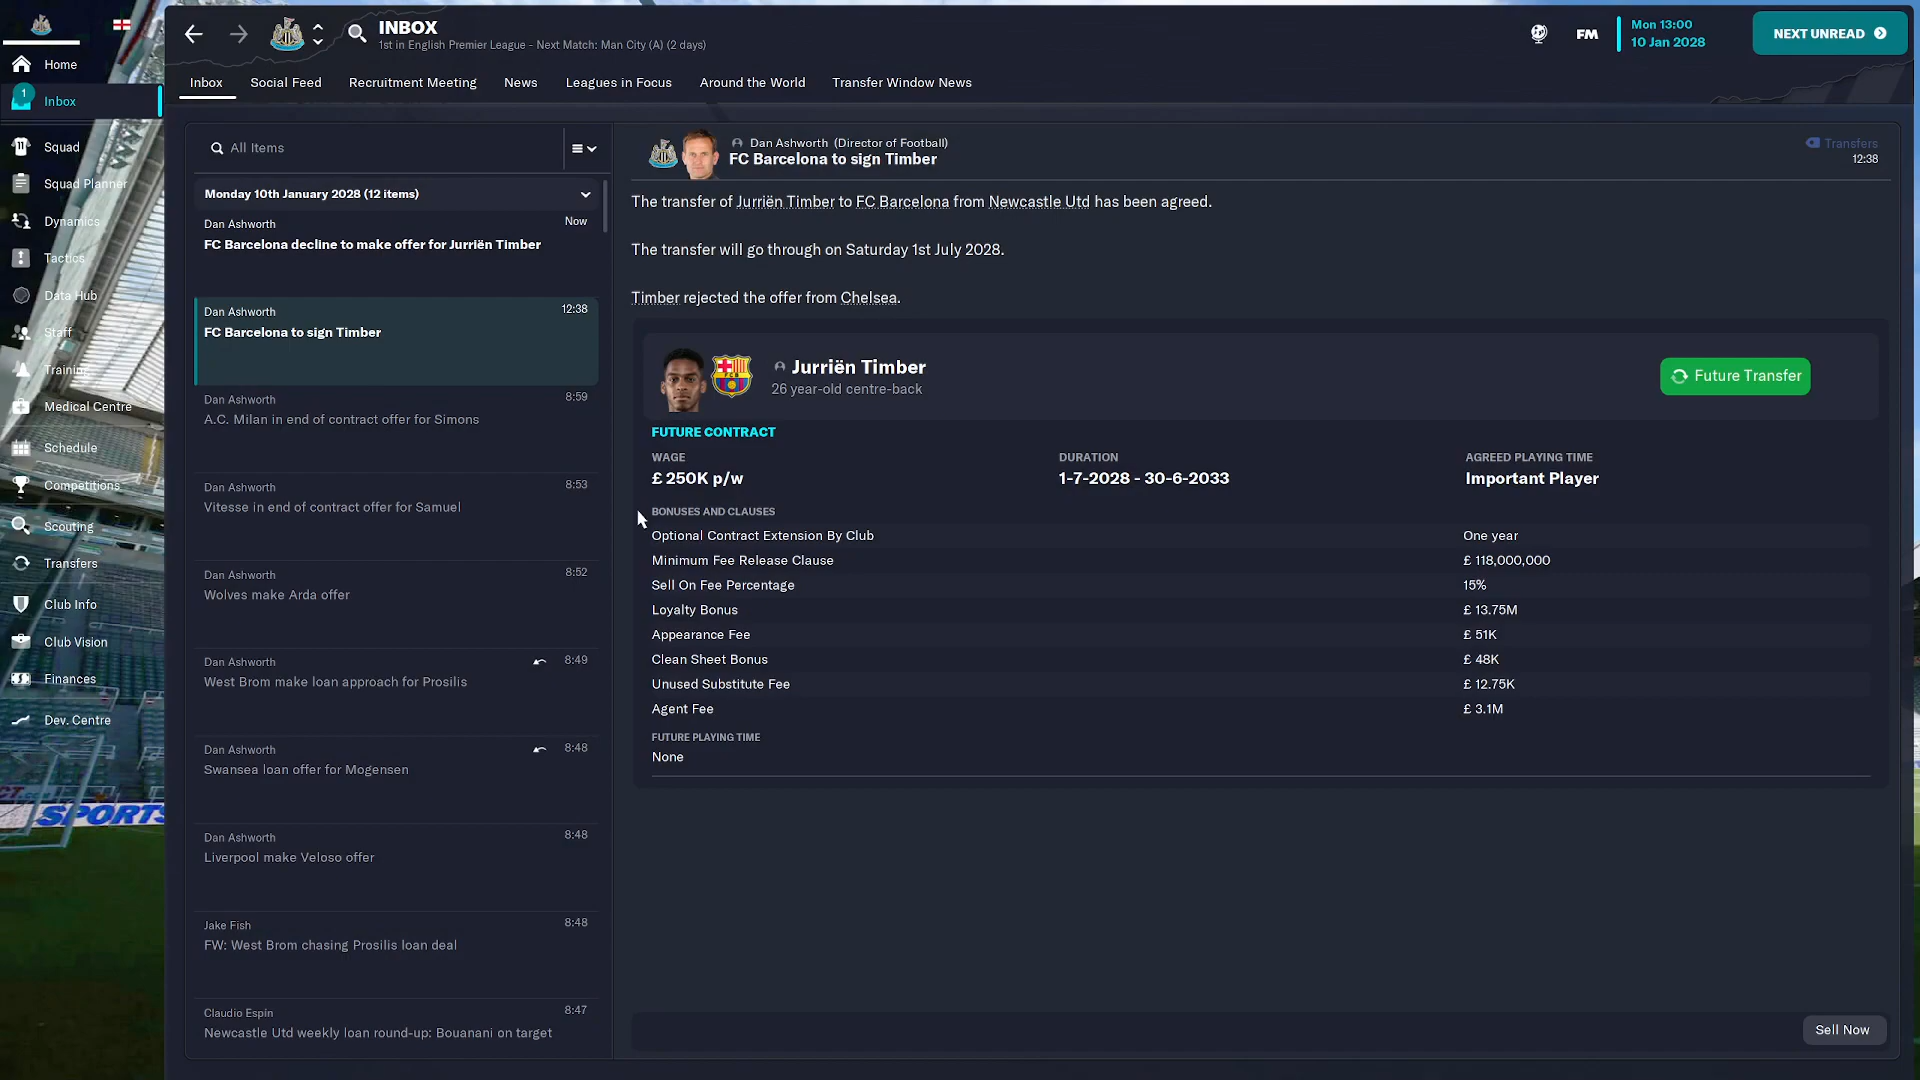 INBOX
1st in English Premier League - Next Match: Man City (A) (2 days)
FM
Mon 13:00
10 Jan 2028
NEXT UNREAD
Home
1
Inbox
Squad
Squad Planner
Dynamics
Tactics
Data Hub
Staff
Training
Medical Centre
Schedule
Competitions
Scouting
Transfers
Club Info
Club Vision
Finances
Dev. Centre
SPORTS
Inbox
Social Feed
Recruitment Meeting
News
Leagues in Focus
Around the World
Transfer Window News
All Items
Monday 10th January 2028 (12 items)
Dan Ashworth
Now
FC Barcelona decline to make offer for Jurriën Timber
Dan Ashworth
12:38
FC Barcelona to sign Timber
Dan Ashworth
8:59
A.C. Milan in end of contract offer for Simons
Dan Ashworth
8:53
Vitesse in end of contract offer for Samuel
Dan Ashworth
8:52
Wolves make Arda offer
Dan Ashworth
8:49
West Brom make loan approach for Prosilis
Dan Ashworth
8:48
Swansea loan offer for Mogensen
Dan Ashworth
8:48
Liverpool make Veloso offer
Jake Fish
8:48
FW: West Brom chasing Prosilis loan deal
Claudio Espin
8:47
Newcastle Utd weekly loan round-up: Bouanani on target
Dan Ashworth (Director of Football)
FC Barcelona to sign Timber
Transfers
12:38
The transfer of Jurriën Timber to FC Barcelona from Newcastle Utd has been agreed.
The transfer will go through on Saturday 1st July 2028.
Timber rejected the offer from Chelsea.
Jurriën Timber
26 year-old centre-back
Future Transfer
FUTURE CONTRACT
WAGE
£ 250K p/w
DURATION
1-7-2028 - 30-6-2033
AGREED PLAYING TIME
Important Player
BONUSES AND CLAUSES
Optional Contract Extension By Club
One year
Minimum Fee Release Clause
£ 118,000,000
Sell On Fee Percentage
15%
Loyalty Bonus
£ 13.75M
Appearance Fee
£ 51K
Clean Sheet Bonus
£ 48K
Unused Substitute Fee
£ 12.75K
Agent Fee
£ 3.1M
FUTURE PLAYING TIME
None
Sell Now